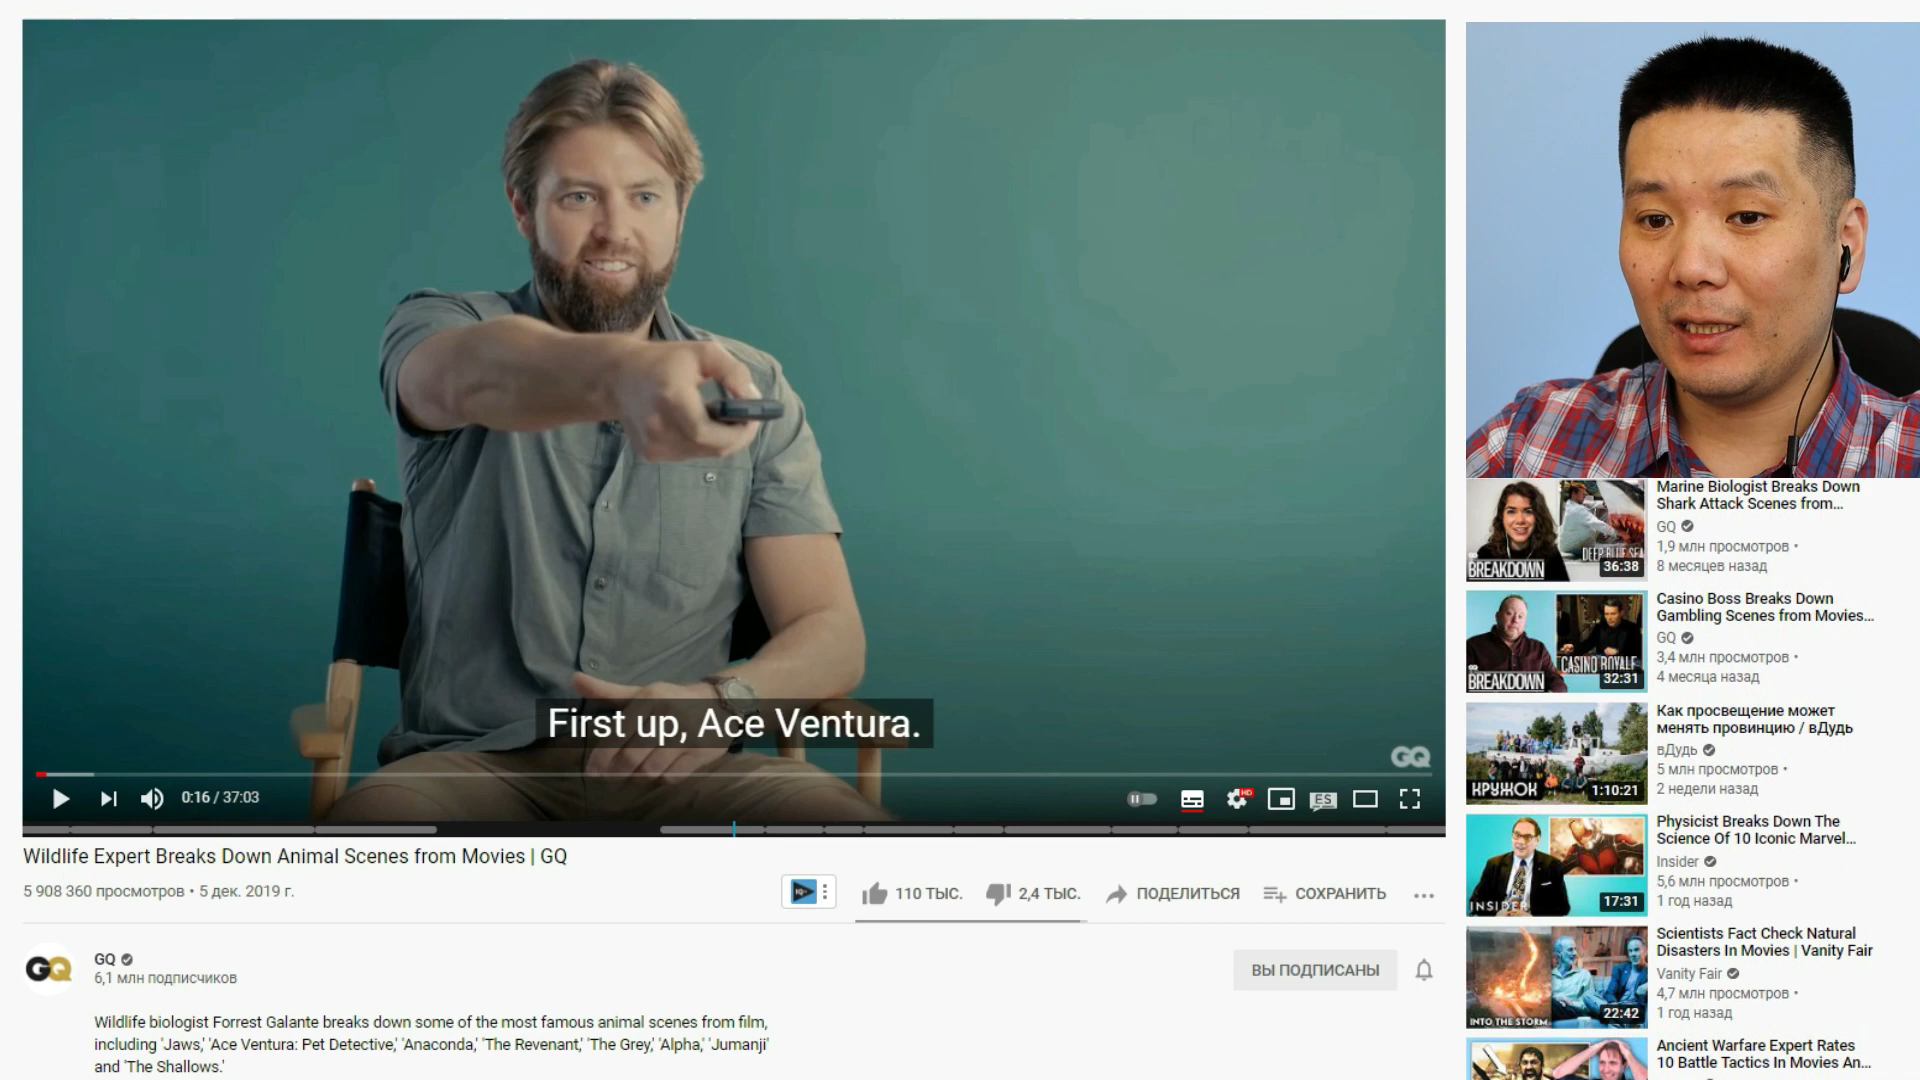 First up, Ace Ventura.
GQ
0:16 / 37:03
HD
ES
Wildlife Expert Breaks Down Animal Scenes from Movies | GQ
5 908 360 просмотров • 5 дек. 2019 г.
110 ТЫС.
2,4 ТЫС.
ПОДЕЛИТЬСЯ
СОХРАНИТЬ
GQ
GQ
6,1 млн подписчиков
ВЫ ПОДПИСАНЫ
Wildlife biologist Forrest Galante breaks down some of the most famous animal scenes from film,
including 'Jaws,' 'Ace Ventura: Pet Detective,' 'Anaconda,' 'The Revenant,' 'The Grey,' 'Alpha,' 'Jumanji'
and 'The Shallows.'
DEEP BLUE SEA
BREAKDOWN
36:38
Marine Biologist Breaks Down
Shark Attack Scenes from...
GQ
1,9 млн просмотров •
8 месяцев назад
CASINO ROYALE
BREAKDOWN
32:31
Casino Boss Breaks Down
Gambling Scenes from Movies...
GQ
3,4 млн просмотров •
4 месяца назад
КРУЖОК
1:10:21
Как просвещение может
менять провинцию / вДудь
вДудь
5 млн просмотров •
2 недели назад
INSIDER
17:31
Physicist Breaks Down The
Science Of 10 Iconic Marvel...
Insider
5,6 млн просмотров •
1 год назад
INTO THE STORM
22:42
Scientists Fact Check Natural
Disasters In Movies | Vanity Fair
Vanity Fair
4,7 млн просмотров •
1 год назад
Ancient Warfare Expert Rates
10 Battle Tactics In Movies An...